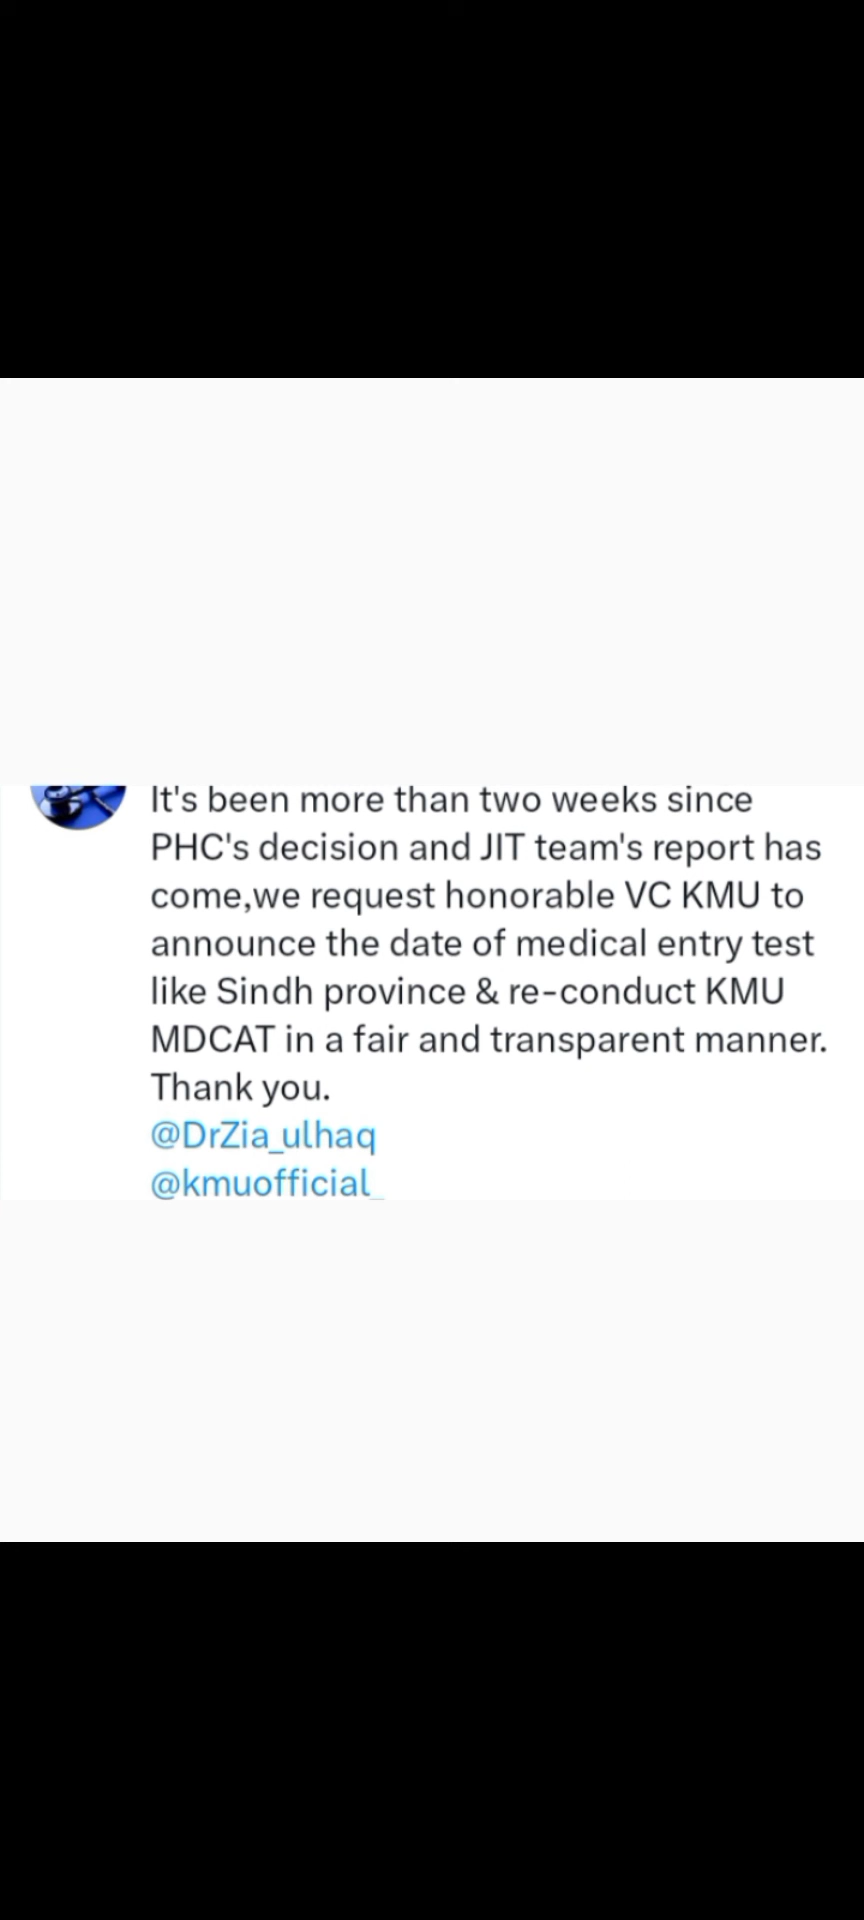 It's been more than two weeks since
PHC's decision and JIT team's report has
come,we request honorable VC KMU to
announce the date of medical entry test
like Sindh province & re-conduct KMU
MDCAT in a fair and transparent manner.
Thank you.
@DrZia_ulhaq
@kmuofficial_